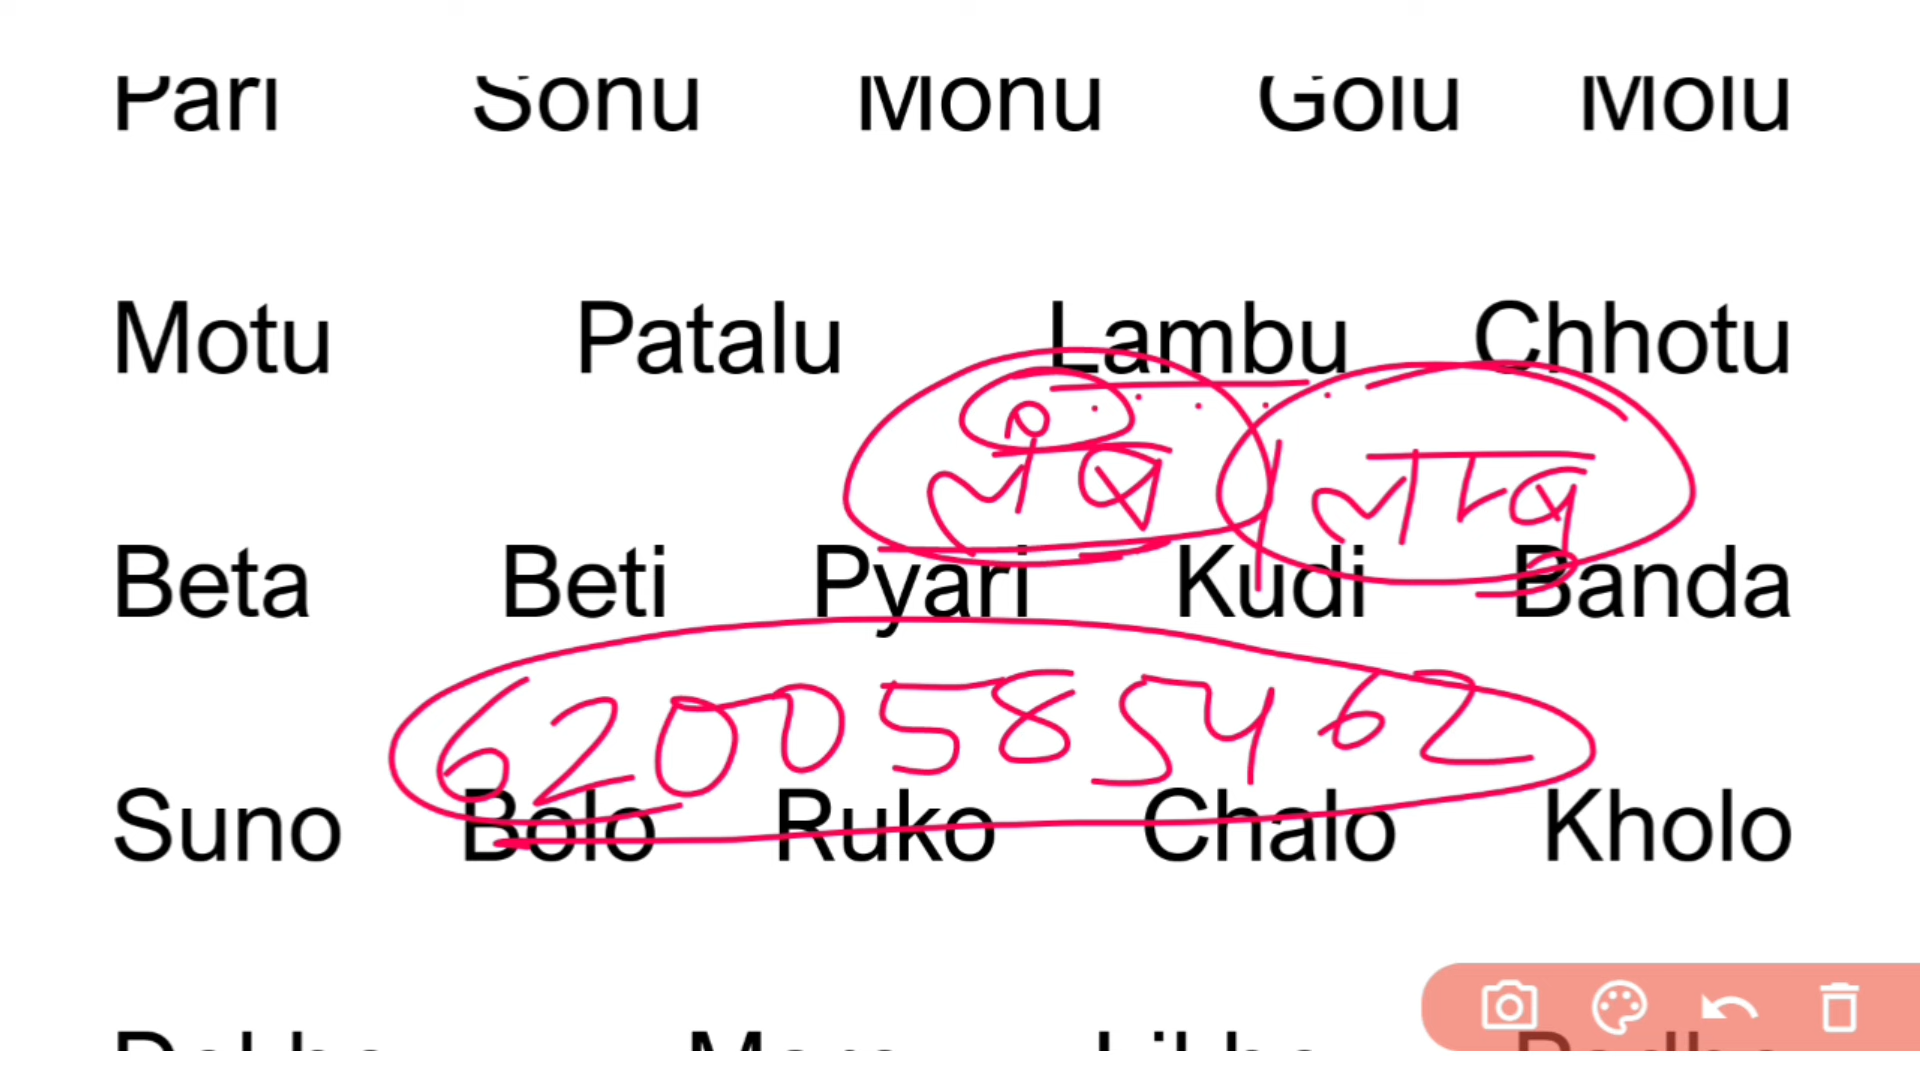 Pari Sonu Monu Golu Molu
Motu Patalu Lambu Chhotu
लंब लम्बु
Beta Beti Pyari Kudi Banda
6200585462
Suno Bolo Ruko Chalo Kholo